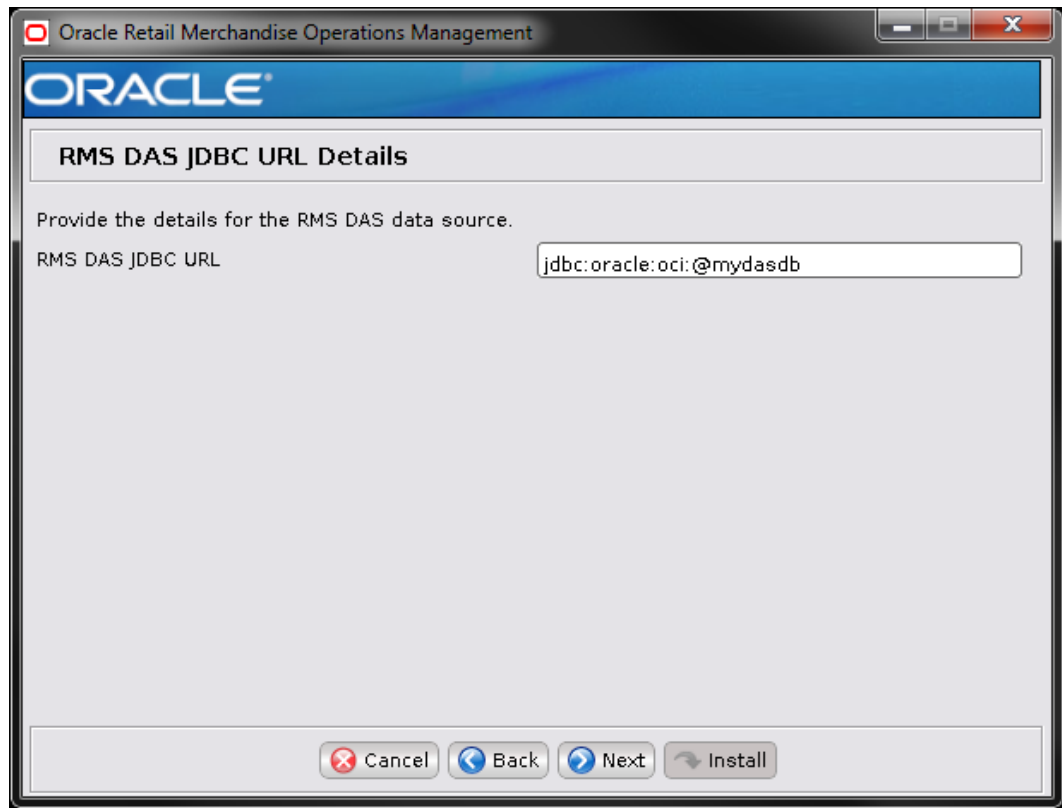 Oracle Retail Merchandise Operations Management
ORACLE®
RMS DAS JDBC URL Details
Provide the details for the RMS DAS data source.
RMS DAS JDBC URL jdbc:oracle:oci:@mydasdb
Cancel Back Next Install